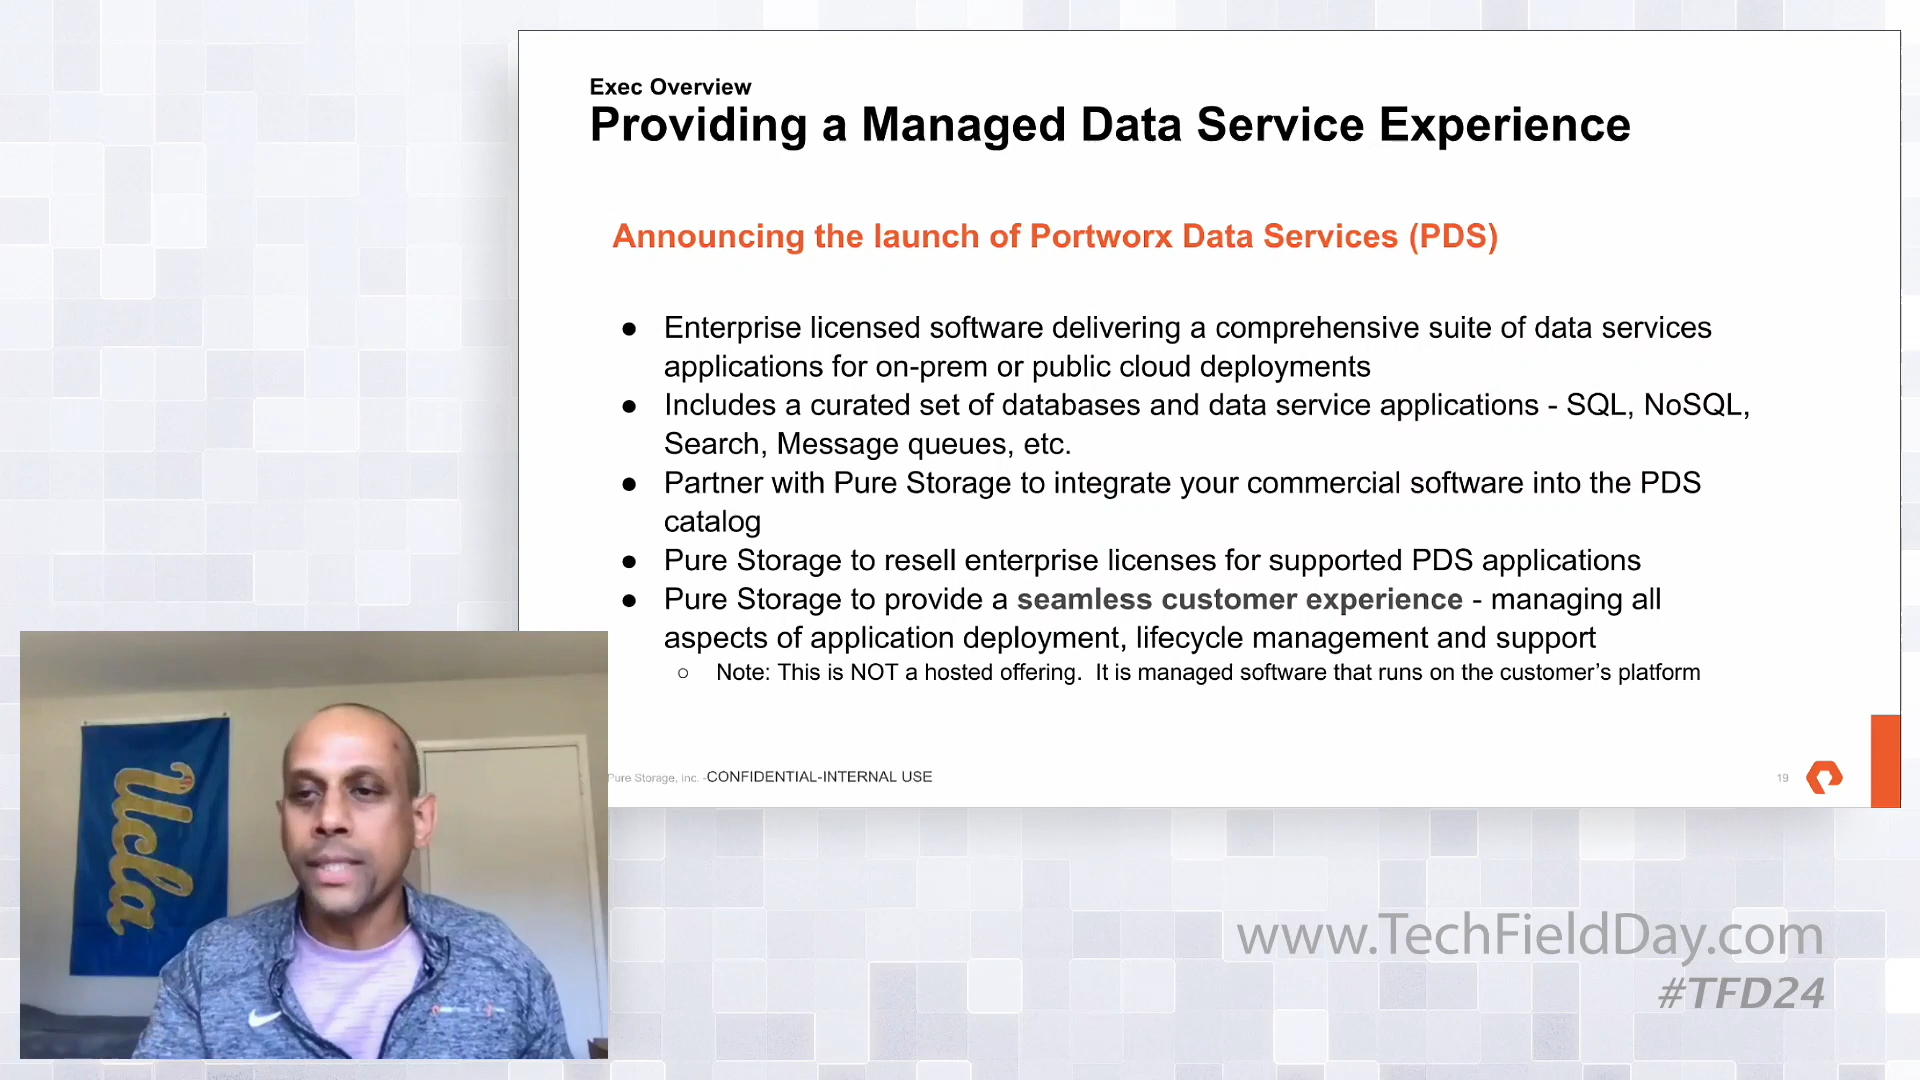 Exec Overview
Providing a Managed Data Service Experience
Announcing the launch of Portworx Data Services (PDS)
● Enterprise licensed software delivering a comprehensive suite of data services
applications for on-prem or public cloud deployments
● Includes a curated set of databases and data service applications - SQL, NoSQL,
Search, Message queues, etc.
● Partner with Pure Storage to integrate your commercial software into the PDS
catalog
● Pure Storage to resell enterprise licenses for supported PDS applications
● Pure Storage to provide a seamless customer experience - managing all
aspects of application deployment, lifecycle management and support
○ Note: This is NOT a hosted offering. It is managed software that runs on the customer's platform
Pure Storage, Inc. -CONFIDENTIAL-INTERNAL USE
19
Ucla
www.TechFieldDay.com
#TFD24